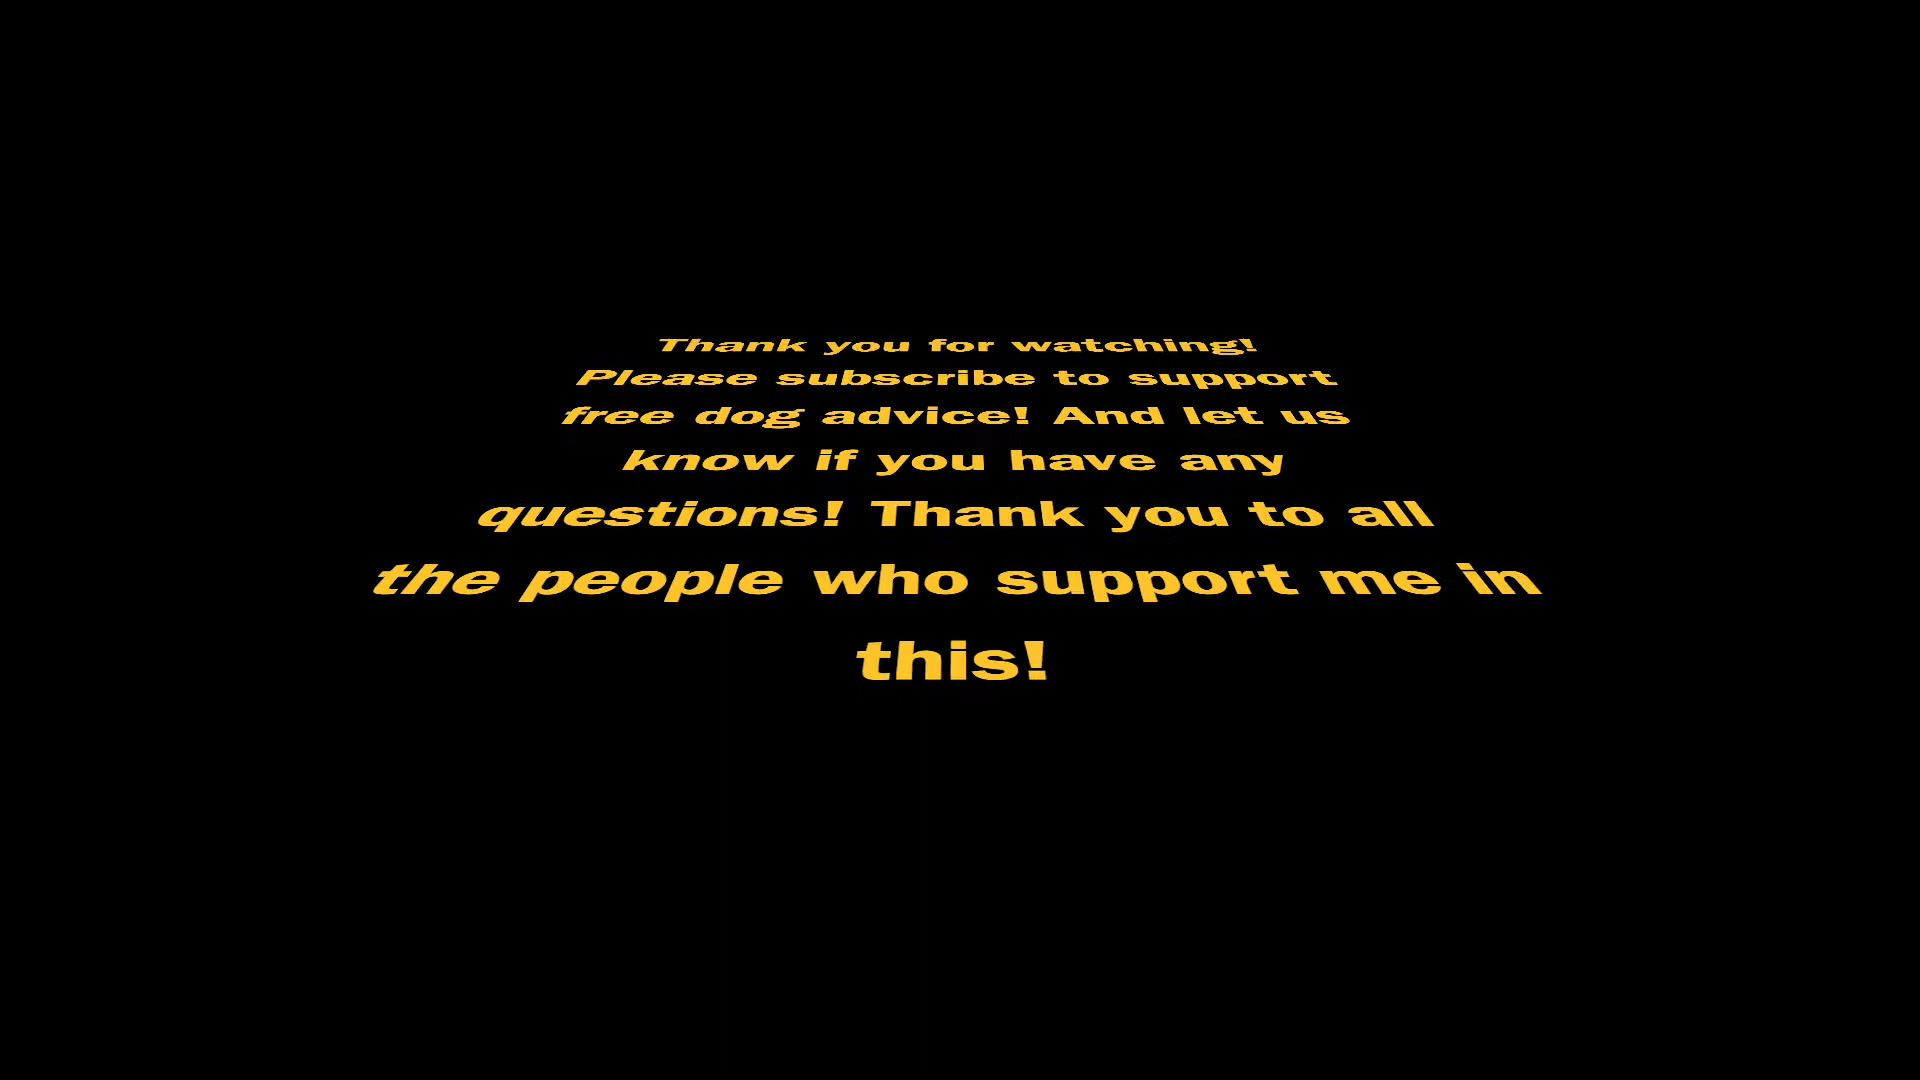 Thank you for watching!
Please subscribe to support
free dog advice! And let us
know if you have any
questions! Thank you to all
the people who support me in
this!